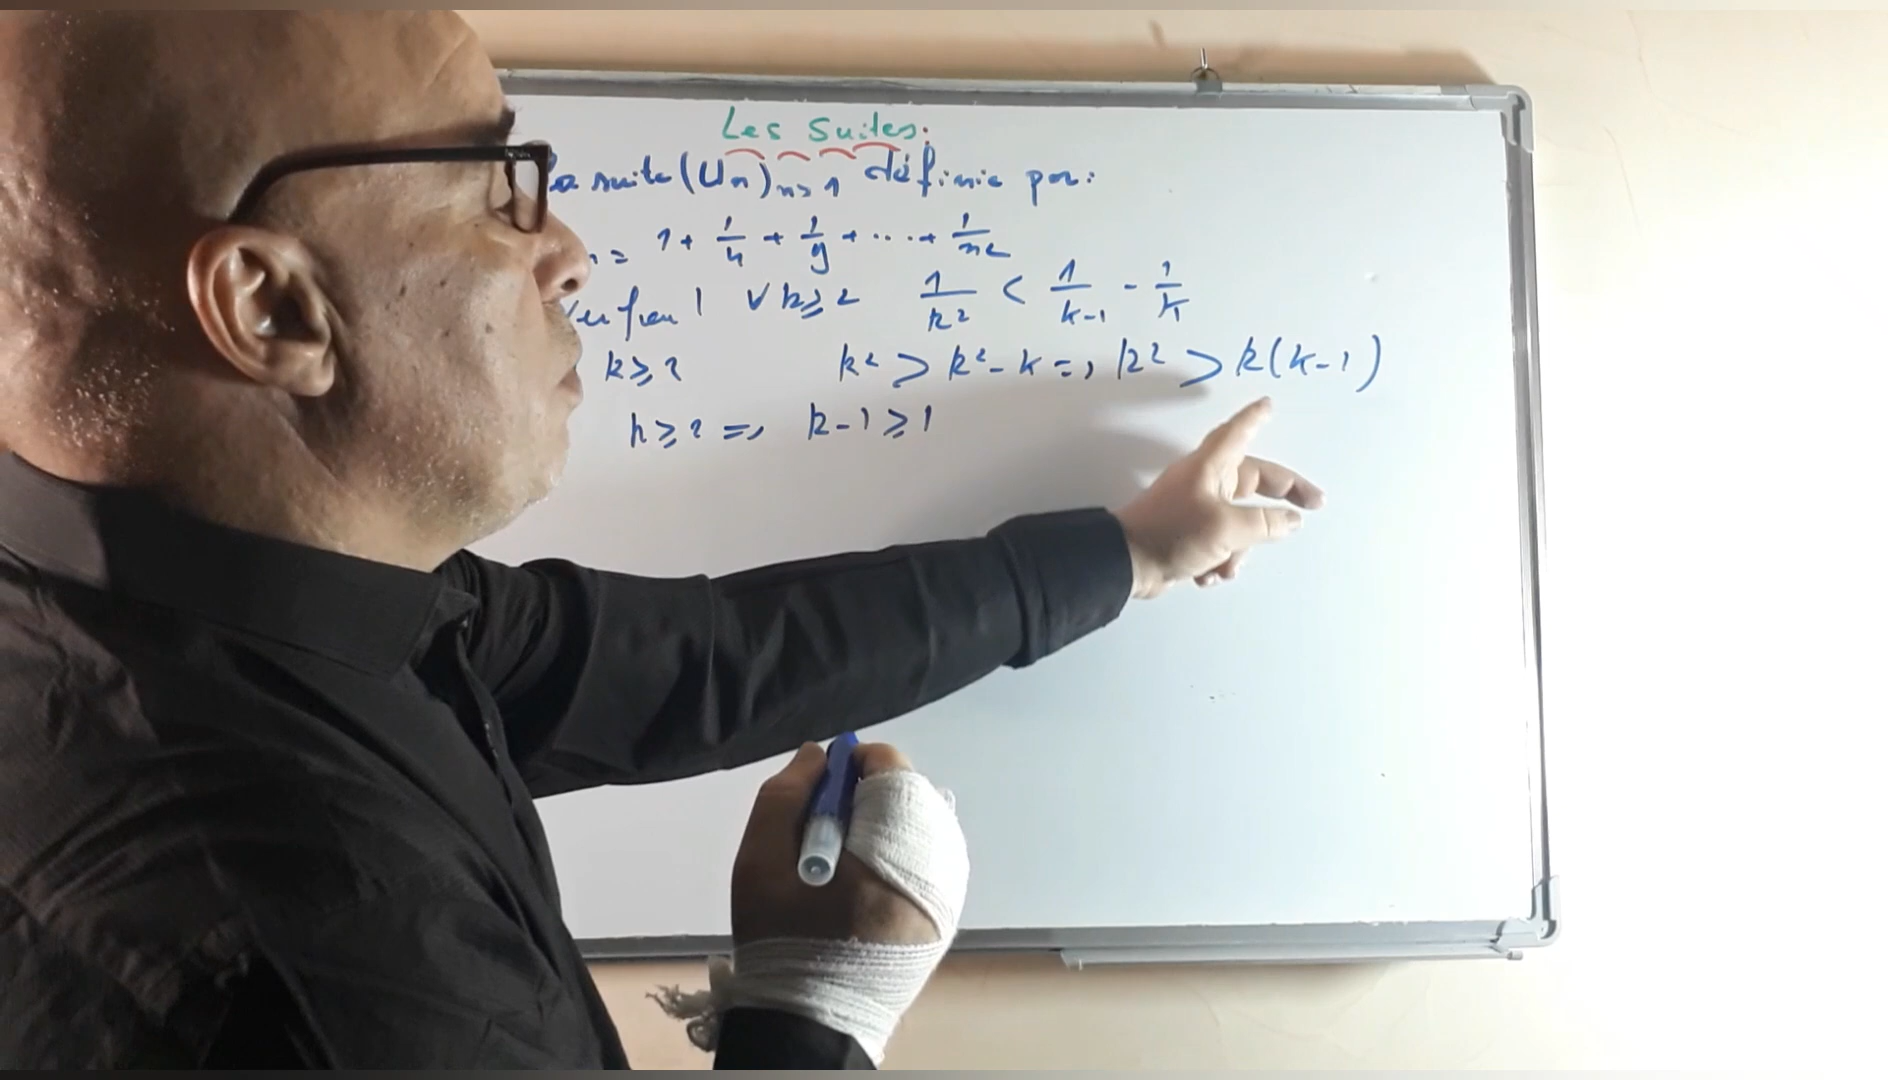 Les Suites.
suite (Un)n>1 définie par:
= 1 + 1/4 + 1/9 + .... + 1/n2
∀k≥2 1/k² < 1/k-1 - 1/k
k≥2 k² > k²-k => k² > k(k-1)
k≥2 => k-1≥1